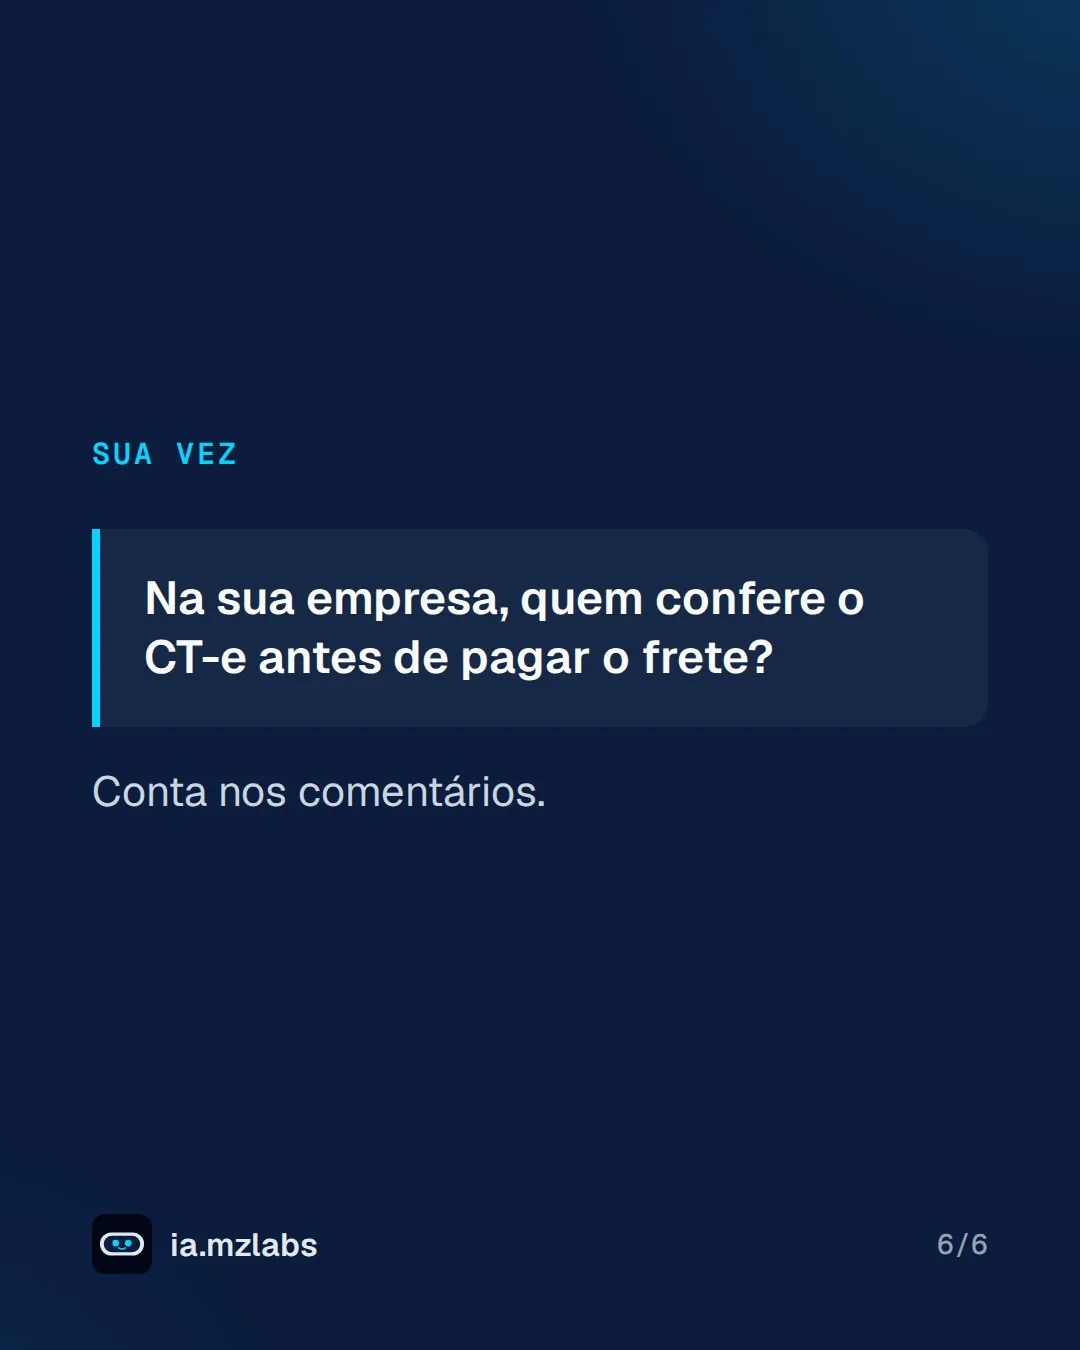 SUA VEZ
Na sua empresa, quem confere o
CT-e antes de pagar o frete?
Conta nos comentários.
ia.mzlabs
6/6